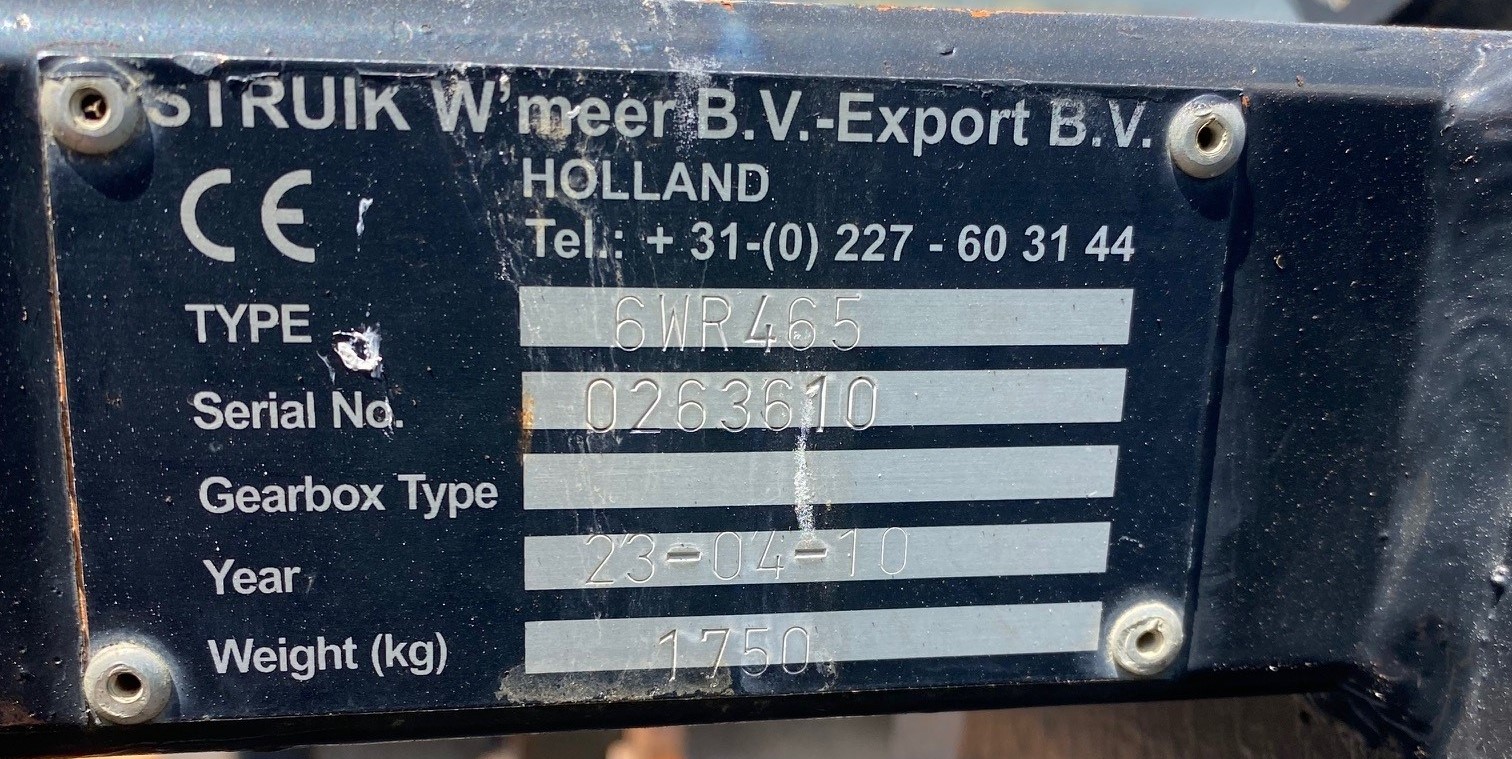 STRUIK W'meer B.V.-Export B.V.
CE HOLLAND
Tel.: + 31-(0) 227 - 60 31 44
TYPE 6WR465
Serial No. 0263610
Gearbox Type
Year 23-04-10
Weight (kg) 1750